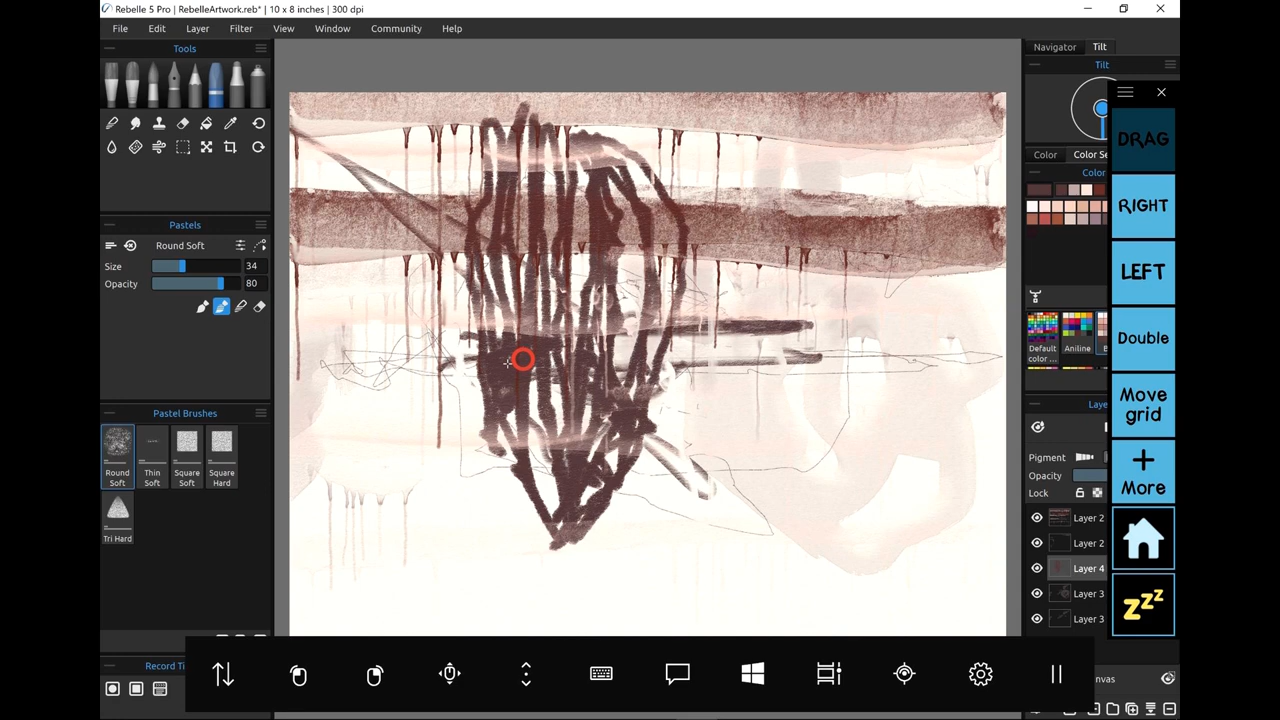 Rebelle 5 Pro | RebelleArtwork.reb* | 10 x 8 inches | 300 dpi
File Edit Layer Filter View Window Community Help
Tools
Pastels
Round Soft
Size 34
Opacity 80
Pastel Brushes
Round Soft
Thin Soft
Square Soft
Square Hard
Tri Hard
Record Ti
Navigator Tilt
Tilt
Color Color Se
Color
Default color ...
Aniline
B
Laye
Pigment
Opacity
Lock
Layer 2
Layer 2
Layer 4
Layer 3
Layer 3
nvas
DRAG
RIGHT
LEFT
Double
Move grid
+ More
zzz